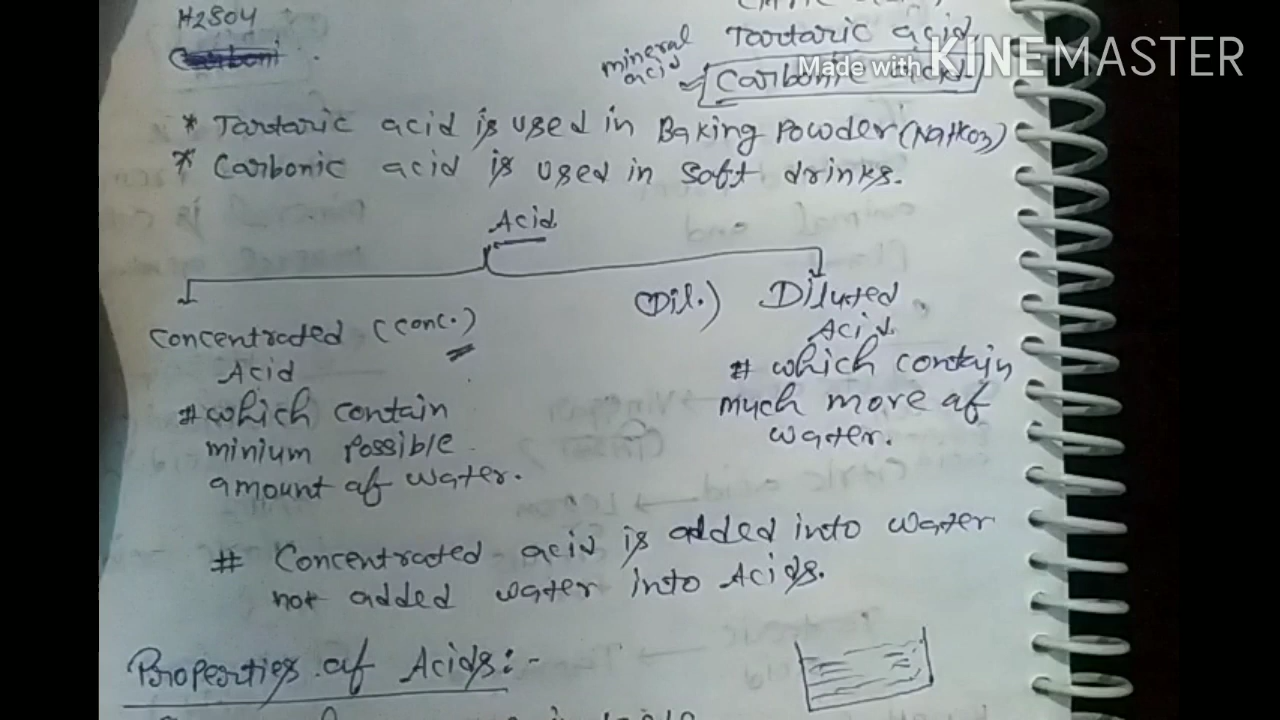 H2SO4
Tartaric acid
mineral
acid
Carbonic acid
Made with KINEMASTER
* Tartaric acid is used in Baking Powder (NaHCO3)
* Carbonic acid is used in Soft drinks.
Acid
Concentrated (Conc.)
Acid
# which contain
minium possible
amount of water.
(Dil.) Diluted
Acid
# which contain
much more of
water.
# Concentrated acid is added into water
not added water into Acids.
Properties of Acids:-